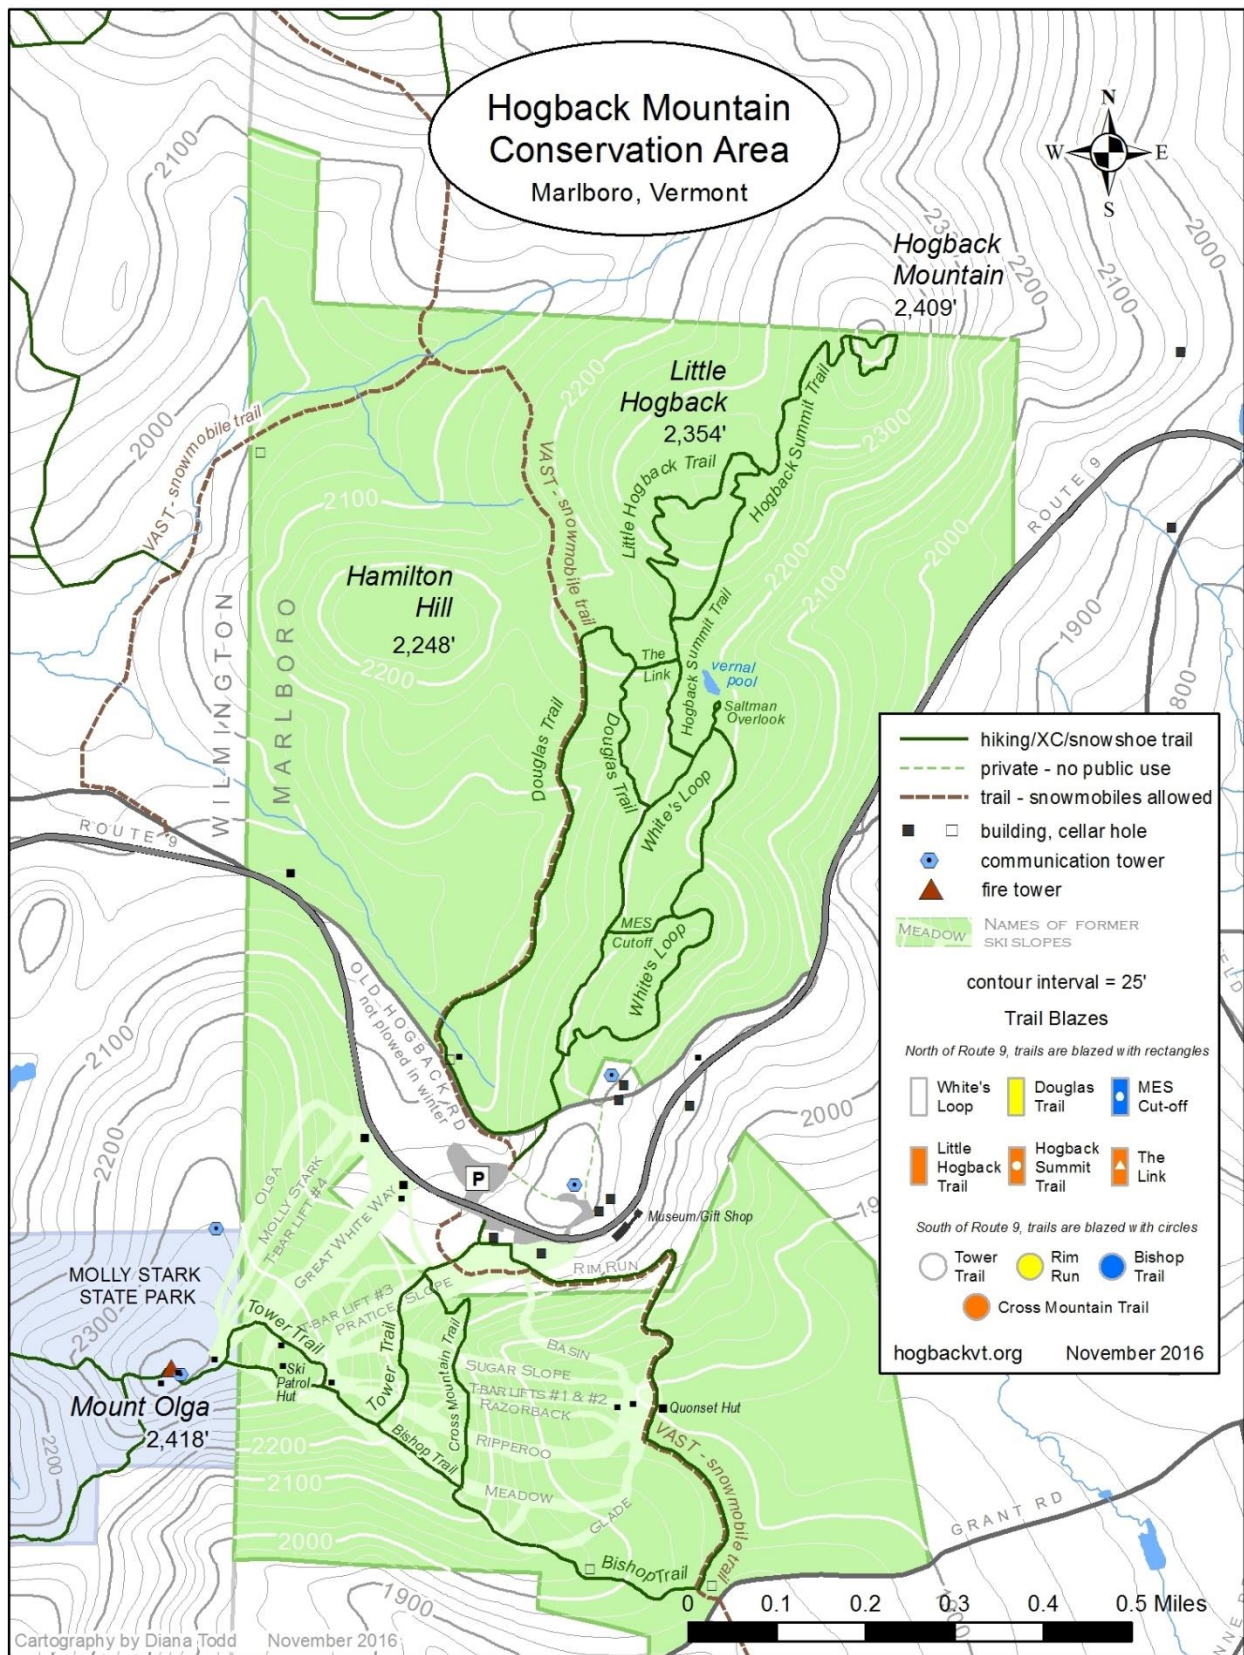 Hogback Mountain
Conservation Area
Marlboro, Vermont
N
W
E
S
2100
2000
2300
2200
2100
2000
Hogback
Mountain
2,409'
Little
Hogback
2,354'
2200
2300
Hogback Summit Trail
Little Hogback Trail
VAST - snowmobile trail
VAST - snowmobile trail
2000
2100
Hamilton
Hill
2,248'
2200
WILMINGTON
MARLBORO
ROUTE 9
2000
2200
2100
1900
1800
The
Link
Hogback Summit Trail
vernal
pool
Saltman
Overlook
Douglas Trail
Douglas Trail
White's Loop
MES
Cutoff
White's Loop
ROUTE 9
OLD HOGBACK RD
not plowed in winter
2100
2200
2000
1900
P
Museum/Gift Shop
RIM RUN
OLGA
MOLLY STARK
T-BAR LIFT #4
GREAT WHITE WAY
T-BAR LIFT #3
PRATICE SLOPE
MOLLY STARK
STATE PARK
2300
Tower Trail
Ski
Patrol
Hut
Tower Trail
Cross Mountain Trail
BASIN
SUGAR SLOPE
T-BAR LIFTS #1 & #2
RAZORBACK
Quonset Hut
Mount Olga
2,418'
2200
2200
2100
2000
Bishop Trail
RIPPEROO
MEADOW
GLADE
VAST - snowmobile trail
Bishop Trail
GRANT RD
1900
1900
hiking/XC/snowshoe trail
private - no public use
trail - snowmobiles allowed
building, cellar hole
communication tower
fire tower
MEADOW
NAMES OF FORMER
SKI SLOPES
contour interval = 25'
Trail Blazes
North of Route 9, trails are blazed with rectangles
White's
Loop
Douglas
Trail
MES
Cut-off
Little
Hogback
Trail
Hogback
Summit
Trail
The
Link
South of Route 9, trails are blazed with circles
Tower
Trail
Rim
Run
Bishop
Trail
Cross Mountain Trail
hogbackvt.org November 2016
0 0.1 0.2 0.3 0.4 0.5 Miles
Cartography by Diana Todd November 2016